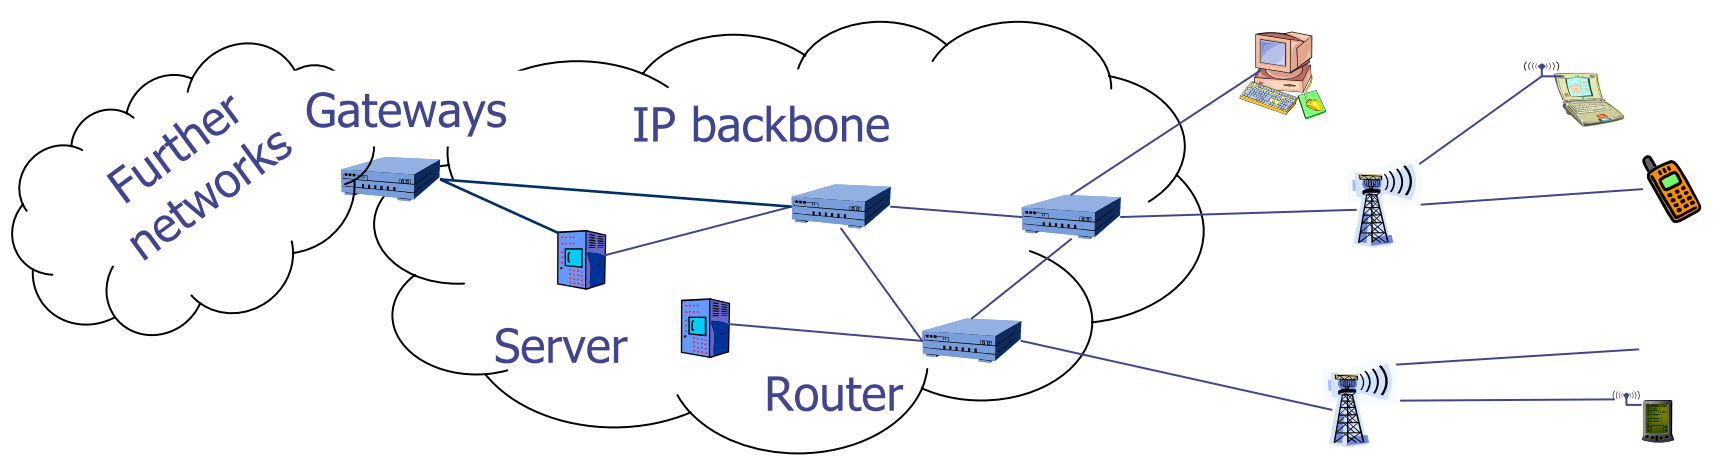 Further
networks
Gateways
IP backbone
Server
Router